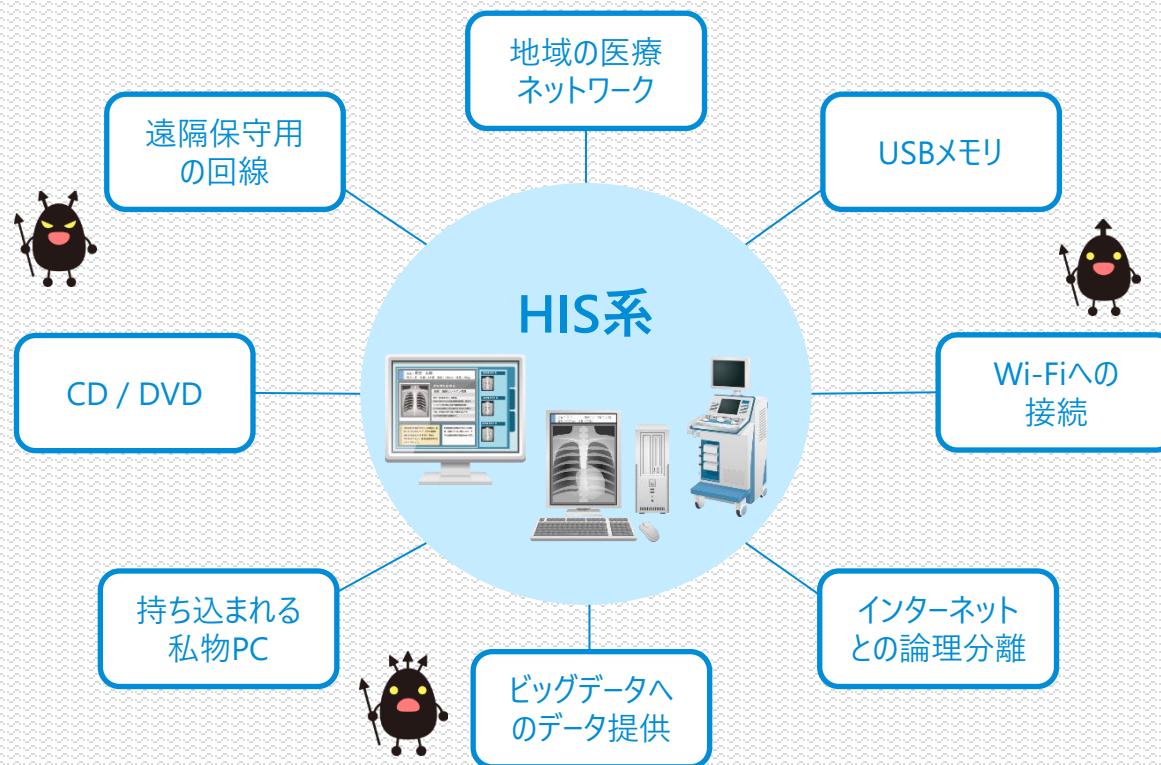 地域の医療
ネットワーク
遠隔保守用
の回線
USBメモリ
HIS系
CD / DVD
Wi-Fiへの
接続
持ち込まれる
私物PC
インターネット
との論理分離
ビッグデータへ
のデータ提供